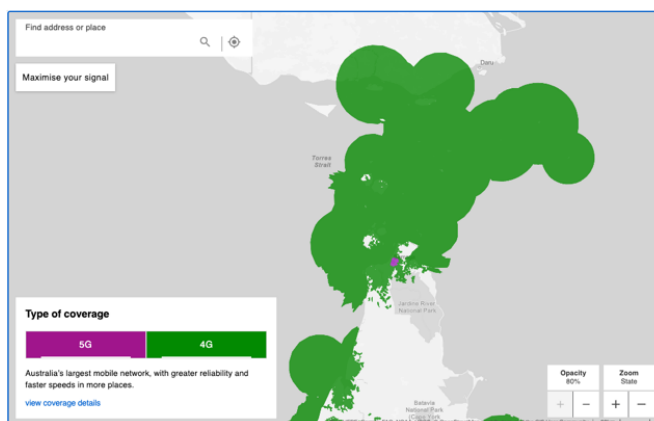 Find address or place
Maximise your signal
Daru
Torres
Strait
Jardine River
National Park
Type of coverage
5G
4G
Australia's largest mobile network, with greater reliability and
faster speeds in more places.
view coverage details
Batavia
National Park
(Cape York
Opacity
80%
+ −
Zoom
State
+ −